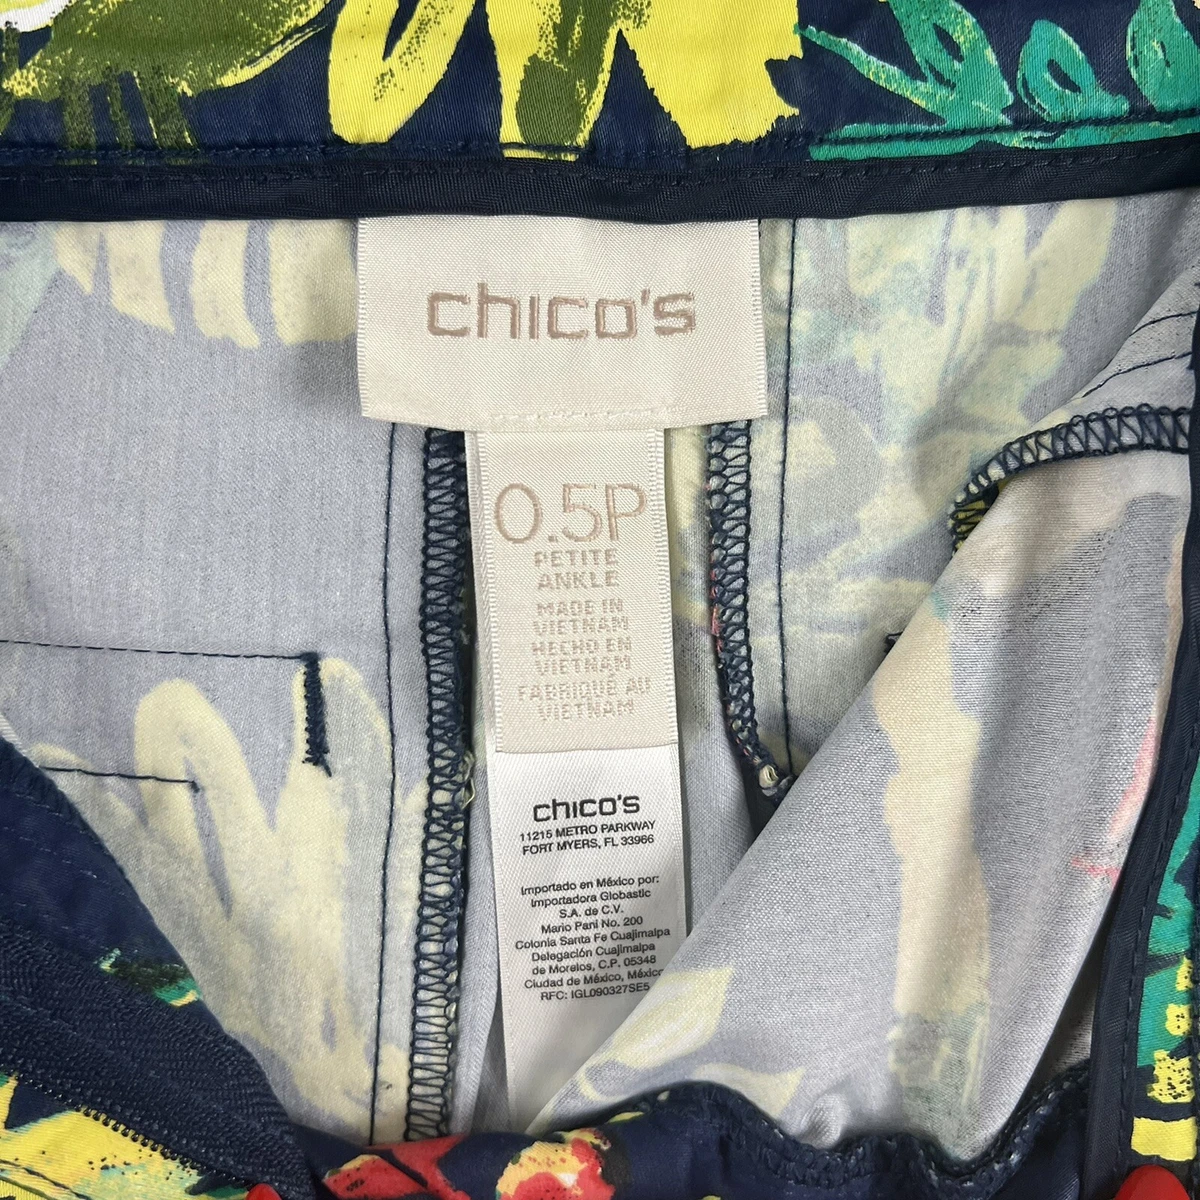 chico's
0.5P
PETITE
ANKLE
MADE IN
VIETNAM
HECHO EN
VIETNAM
FABRIQUÉ AU
VIETNAM
chico's
11215 METRO PARKWAY
FORT MYERS, FL 33966
Importado en México por:
Importadora Globastic
S.A. de C.V.
Mario Pani No. 200
Colonia Santa Fe Cuajimalpa
Delegación Cuajimalpa
de Morelos, C.P. 05348
Ciudad de México, México
RFC: IGL090327SE5